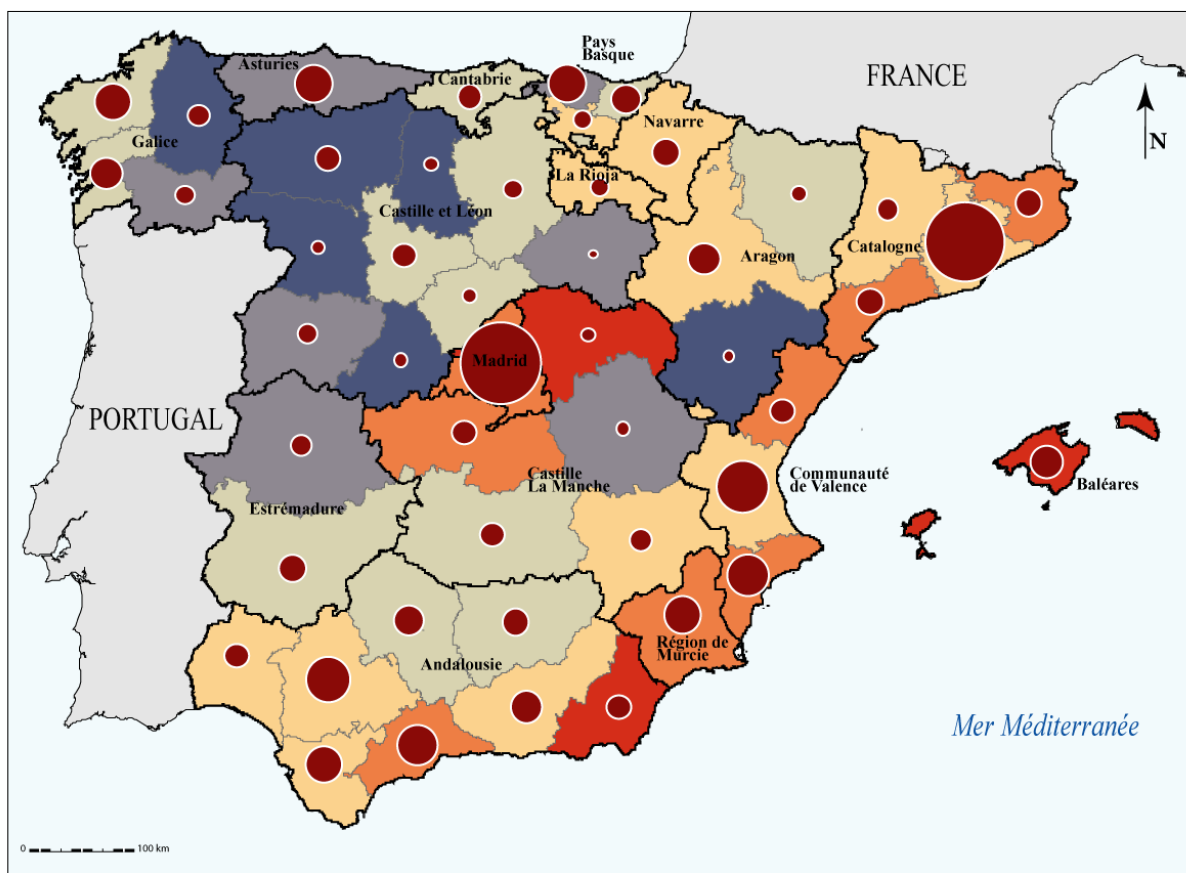 Pays
Basque
Asturies
Cantabrie
FRANCE
Galice
Navarre
N
La Rioja
Castille et Léon
Aragon
Catalogne
Madrid
PORTUGAL
Castille
La Manche
Communauté
de Valence
Baléares
Estrémadure
Région de
Murcie
Andalousie
Mer Méditerranée
0 100 km